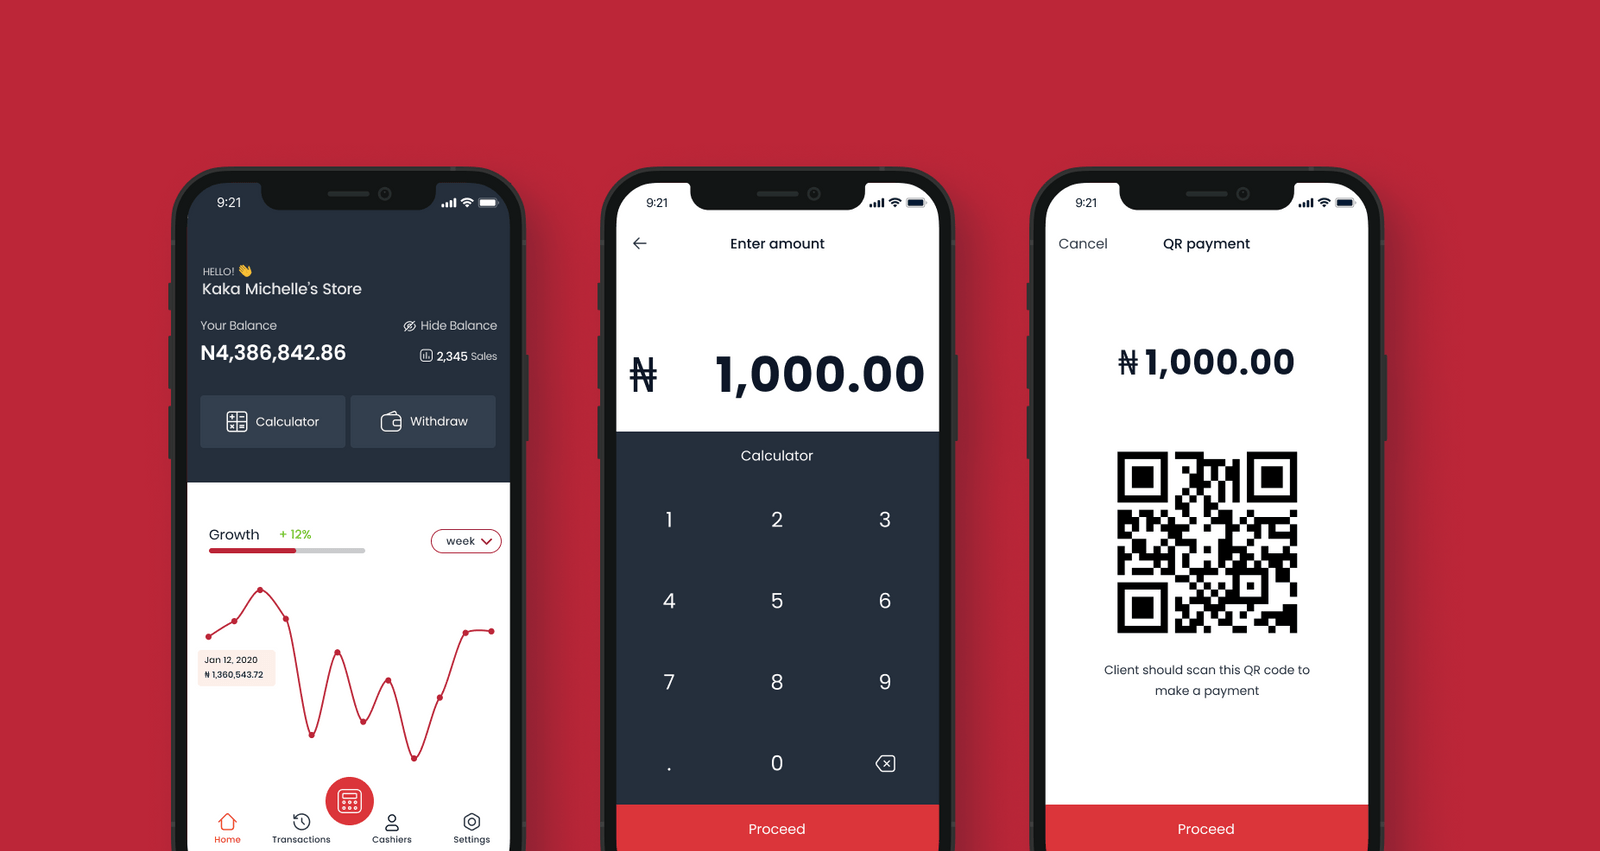 9:21
HELLO! 👋
Kaka Michelle's Store
Your Balance
Hide Balance
N4,386,842.86
2,345 Sales
Calculator
Withdraw
Growth + 12%
week
Jan 12, 2020
₦ 1,360,543.72
Home
Transactions
Cashiers
Settings
9:21
Enter amount
₦ 1,000.00
Calculator
1 2 3
4 5 6
7 8 9
. 0
Proceed
9:21
Cancel
QR payment
₦ 1,000.00
Client should scan this QR code to
make a payment
Proceed